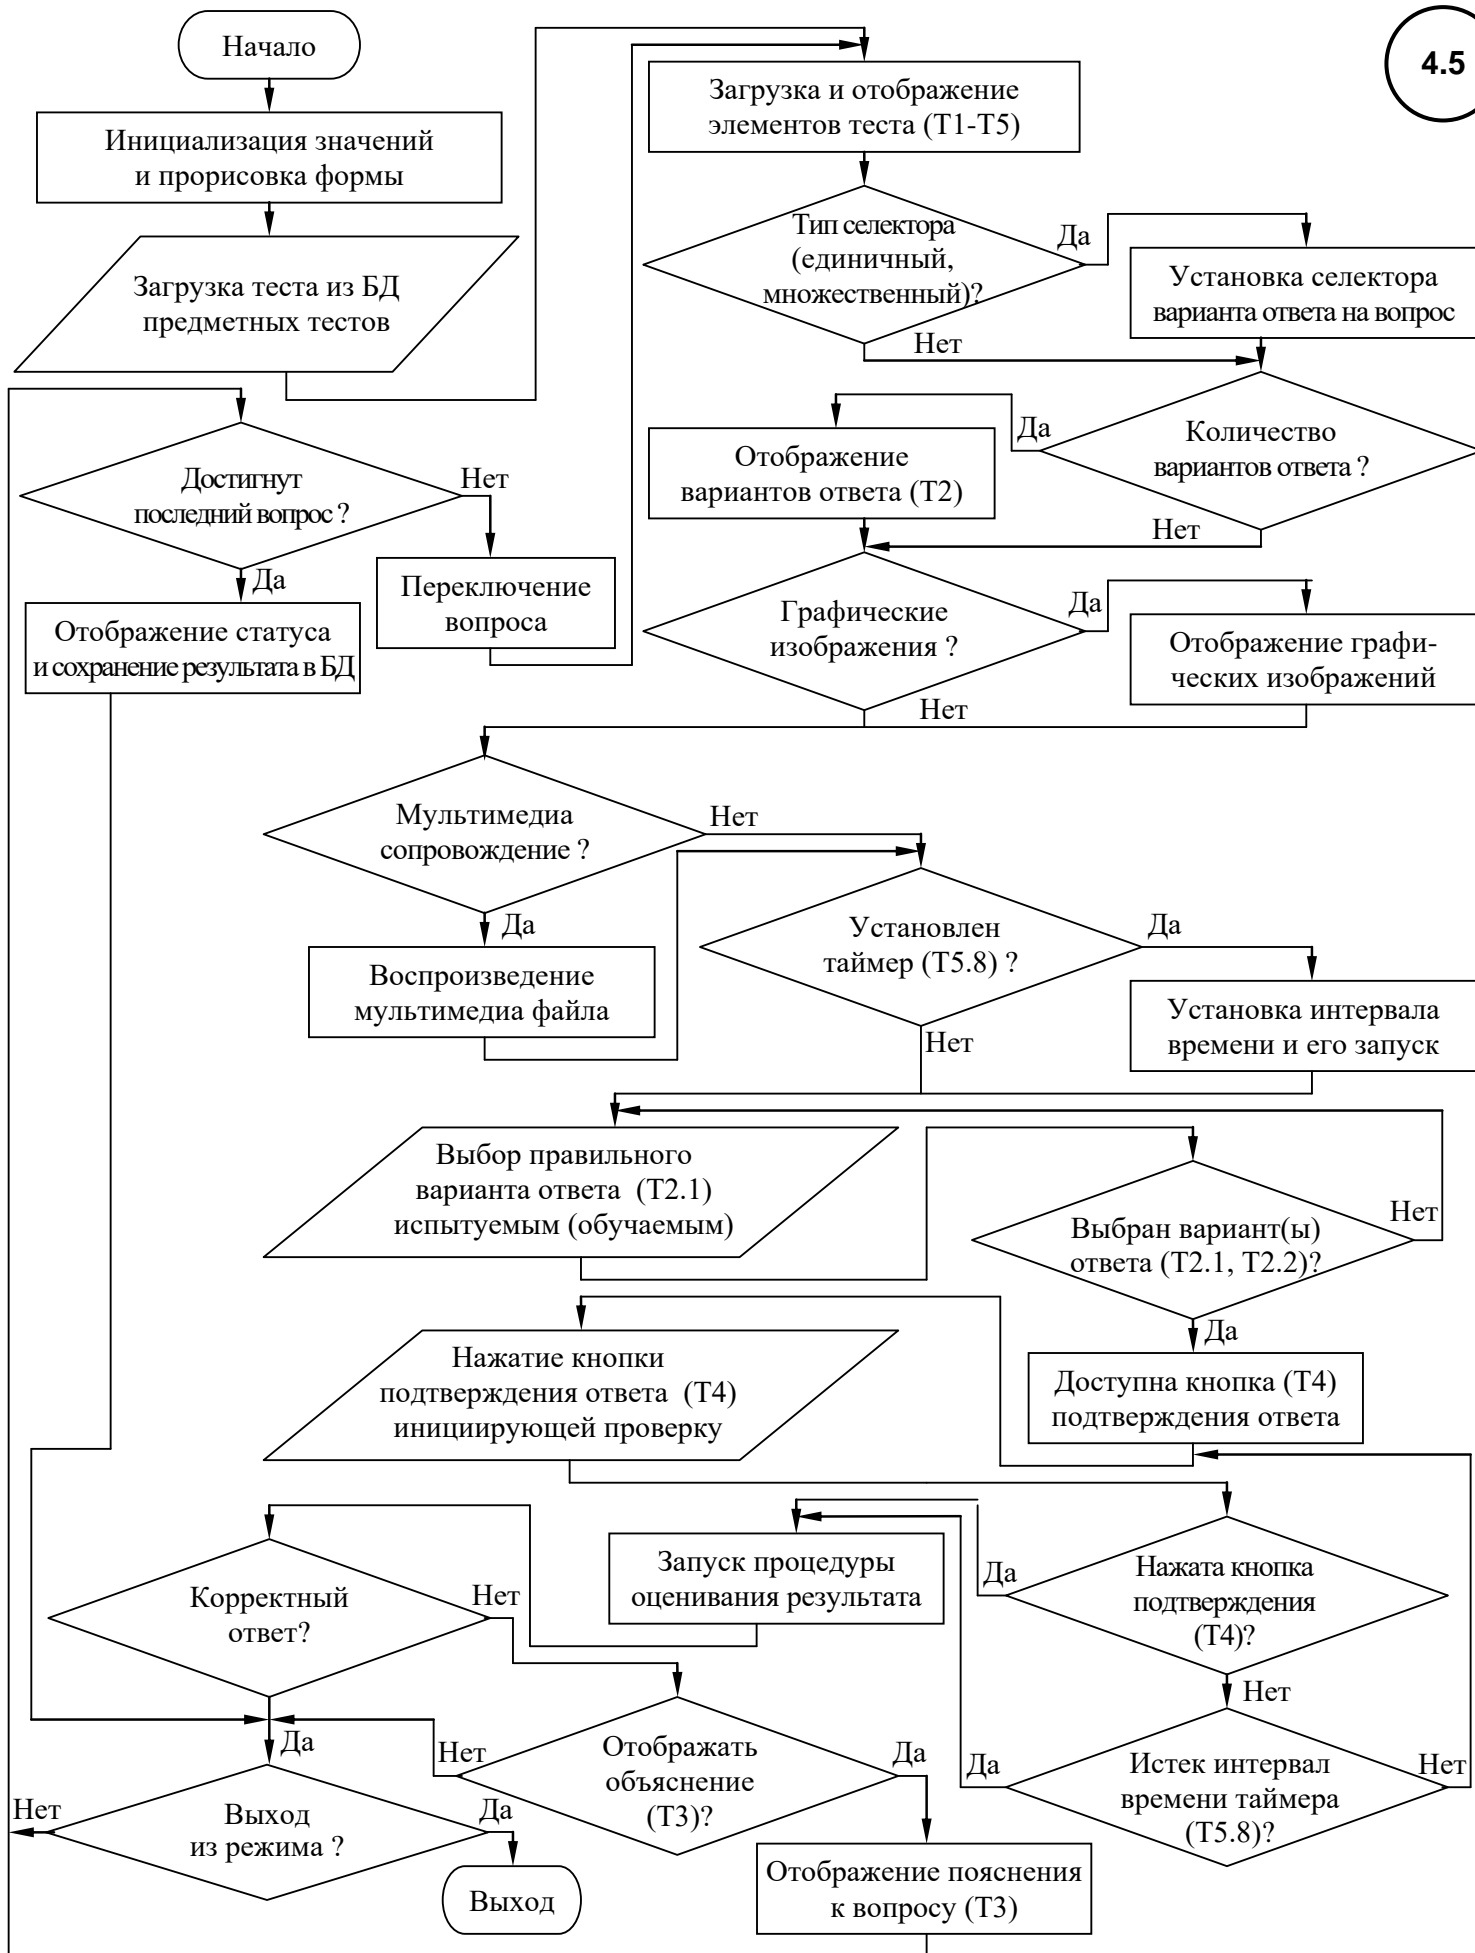 Начало
4.5
Инициализация значений
и прорисовка формы
Загрузка и отображение
элементов теста (Т1-Т5)
Загрузка теста из БД
предметных тестов
Тип селектора
(единичный,
множественный)?
Да
Установка селектора
варианта ответа на вопрос
Нет
Достигнут
последний вопрос ?
Нет
Да
Отображение
вариантов ответа (Т2)
Да
Количество
вариантов ответа ?
Нет
Переключение
вопроса
Отображение статуса
и сохранение результата в БД
Графические
изображения ?
Да
Отображение графи-
ческих изображений
Нет
Мультимедиа
сопровождение ?
Нет
Да
Воспроизведение
мультимедиа файла
Установлен
таймер (Т5.8) ?
Да
Нет
Установка интервала
времени и его запуск
Выбор правильного
варианта ответа (Т2.1)
испытуемым (обучаемым)
Выбран вариант(ы)
ответа (Т2.1, Т2.2)?
Нет
Да
Нажатие кнопки
подтверждения ответа (Т4)
инициирующей проверку
Доступна кнопка (Т4)
подтверждения ответа
Корректный
ответ?
Нет
Да
Запуск процедуры
оценивания результата
Да
Нажата кнопка
подтверждения
(Т4)?
Нет
Отображать
объяснение
(Т3)?
Нет
Да
Да
Истек интервал
времени таймера
(Т5.8)?
Нет
Нет
Выход
из режима ?
Да
Выход
Отображение пояснения
к вопросу (Т3)